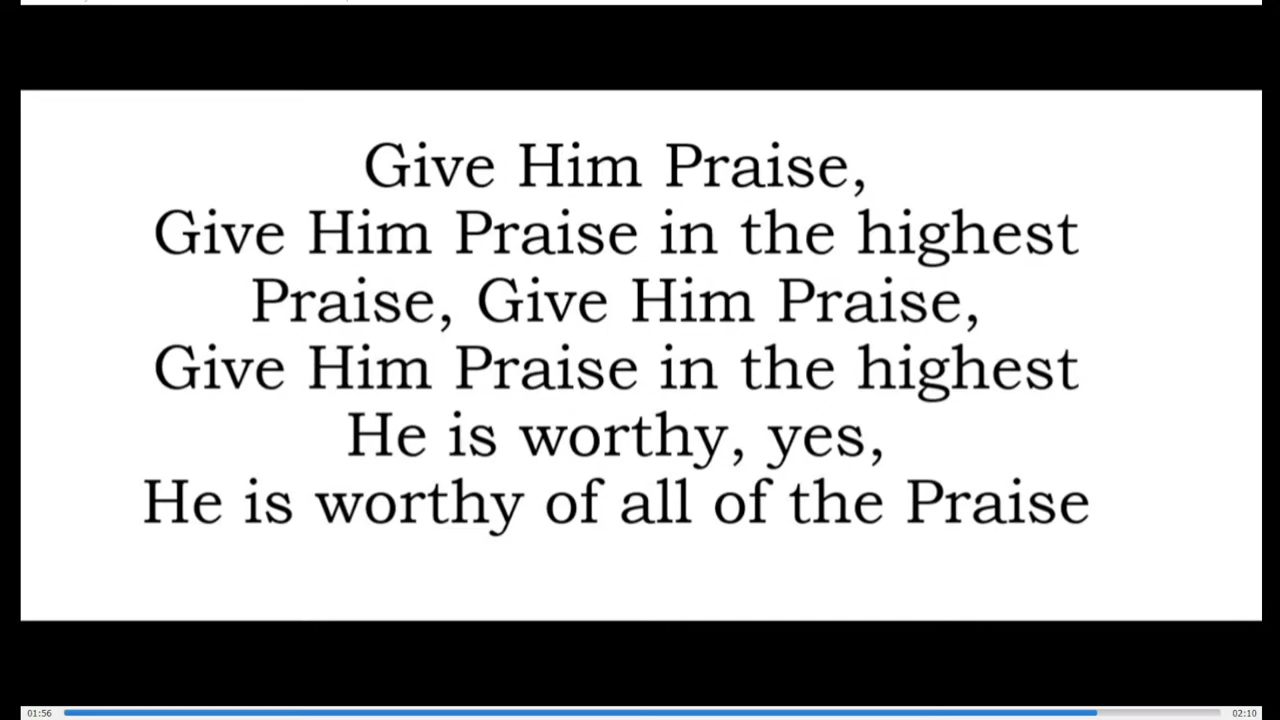 Give Him Praise,
Give Him Praise in the highest
Praise, Give Him Praise,
Give Him Praise in the highest
He is worthy, yes,
He is worthy of all of the Praise
01:56
02:10